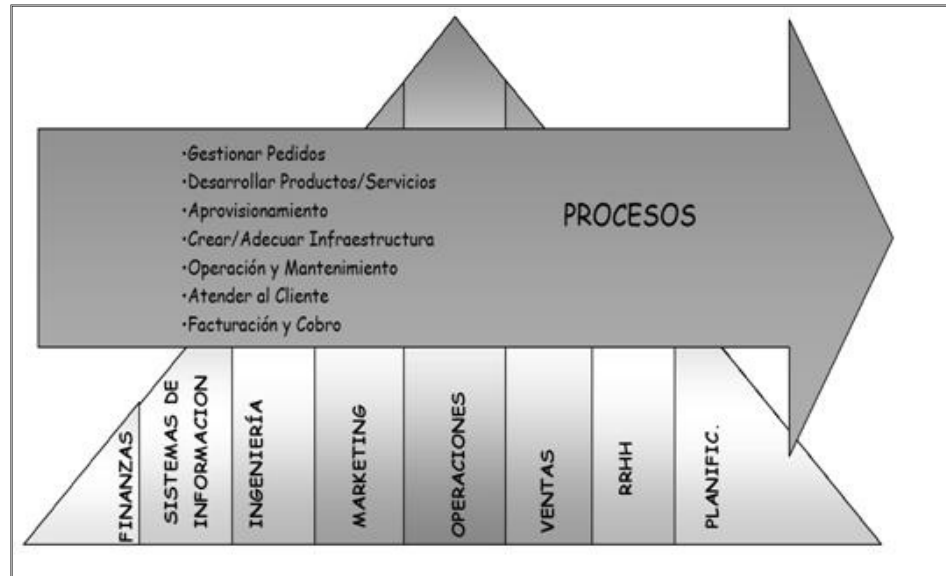 •Gestionar Pedidos
•Desarrollar Productos/Servicios
•Aprovisionamiento
•Crear/Adecuar Infraestructura
•Operación y Mantenimiento
•Atender al Cliente
•Facturación y Cobro
PROCESOS
FINANZAS
SISTEMAS DE
INFORMACION
INGENIERÍA
MARKETING
OPERACIONES
VENTAS
RRHH
PLANIFIC.